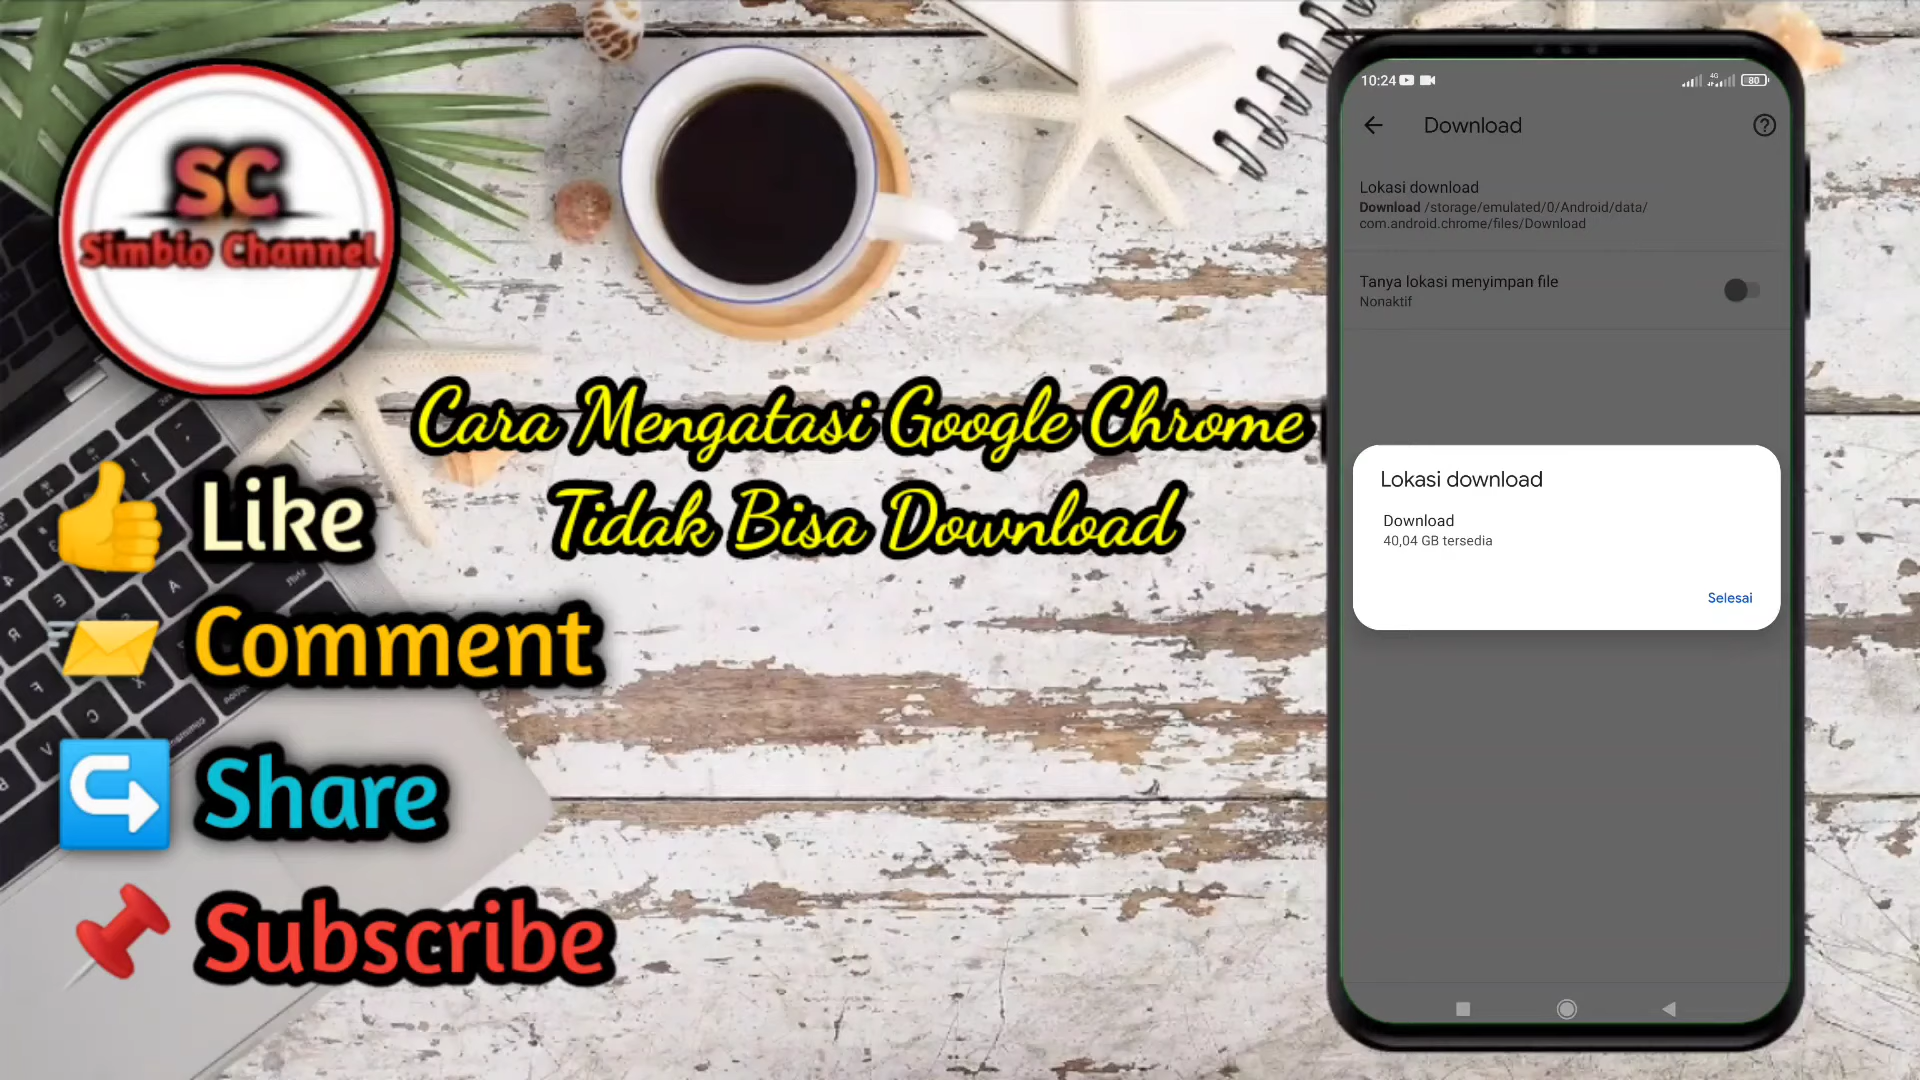 SC
Simbio Channel
Cara Mengatasi Google Chrome
Tidak Bisa Download
Like
Comment
Share
Subscribe
10:24
4G
80
Download
Lokasi download
Download /storage/emulated/0/Android/data/
com.android.chrome/files/Download
Tanya lokasi menyimpan file
Nonaktif
Lokasi download
Download
40,04 GB tersedia
Selesai